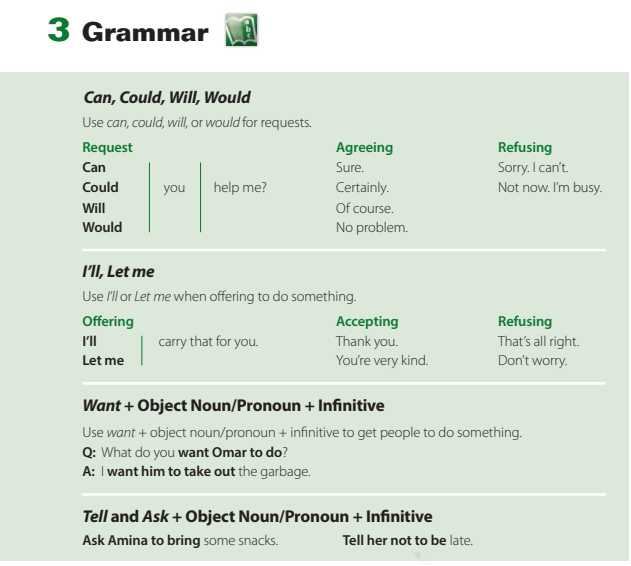 3 Grammar
abc
Can, Could, Will, Would
Use can, could, will, or would for requests.
Request Agreeing Refusing
Can Sure. Sorry. I can't.
Could you help me? Certainly. Not now. I'm busy.
Will Of course.
Would No problem.
I'll, Let me
Use I'll or Let me when offering to do something.
Offering Accepting Refusing
I'll carry that for you. Thank you. That's all right.
Let me You're very kind. Don't worry.
Want + Object Noun/Pronoun + Infinitive
Use want + object noun/pronoun + infinitive to get people to do something.
Q: What do you want Omar to do?
A: I want him to take out the garbage.
Tell and Ask + Object Noun/Pronoun + Infinitive
Ask Amina to bring some snacks. Tell her not to be late.